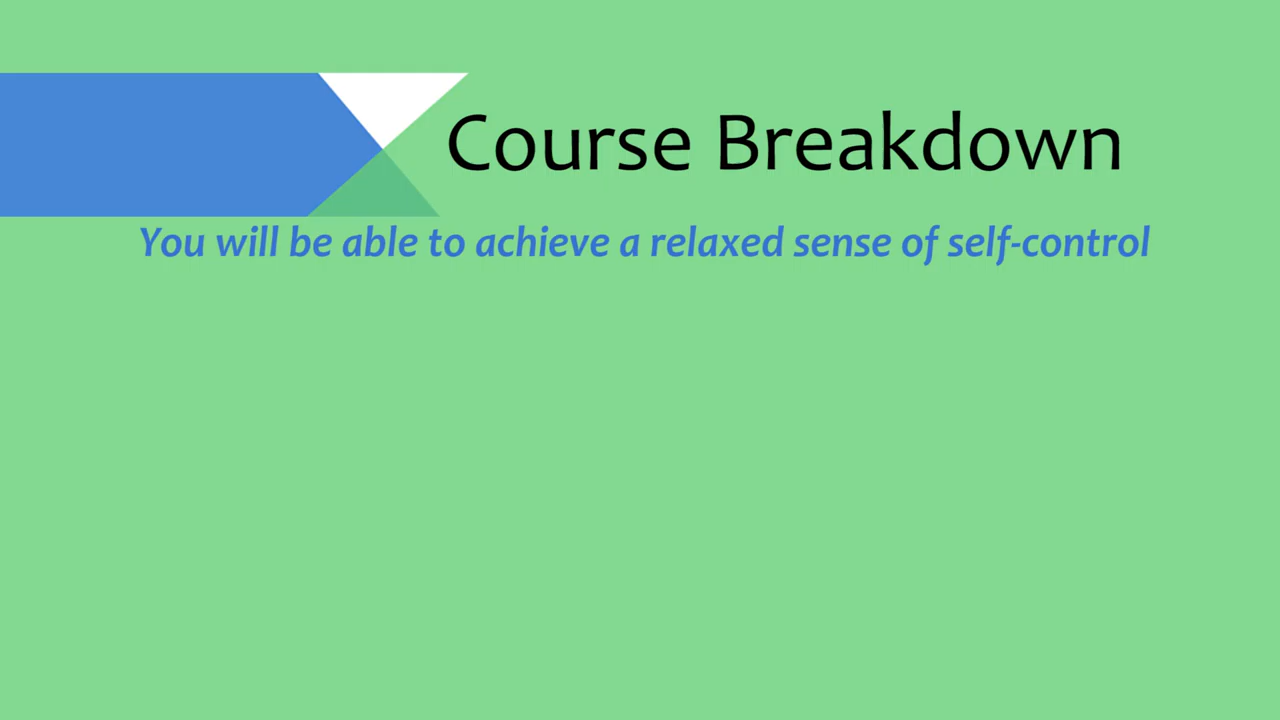 Course Breakdown
You will be able to achieve a relaxed sense of self-control